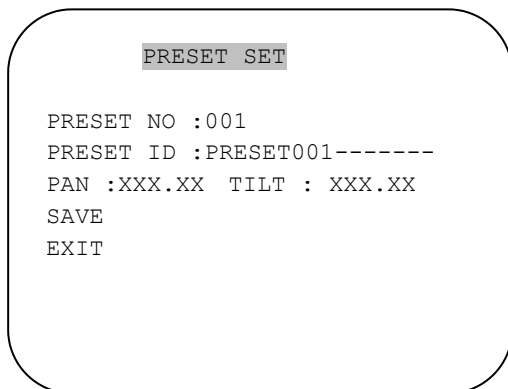 PRESET SET
PRESET NO :001
PRESET ID :PRESET001-------
PAN :XXX.XX TILT : XXX.XX
SAVE
EXIT